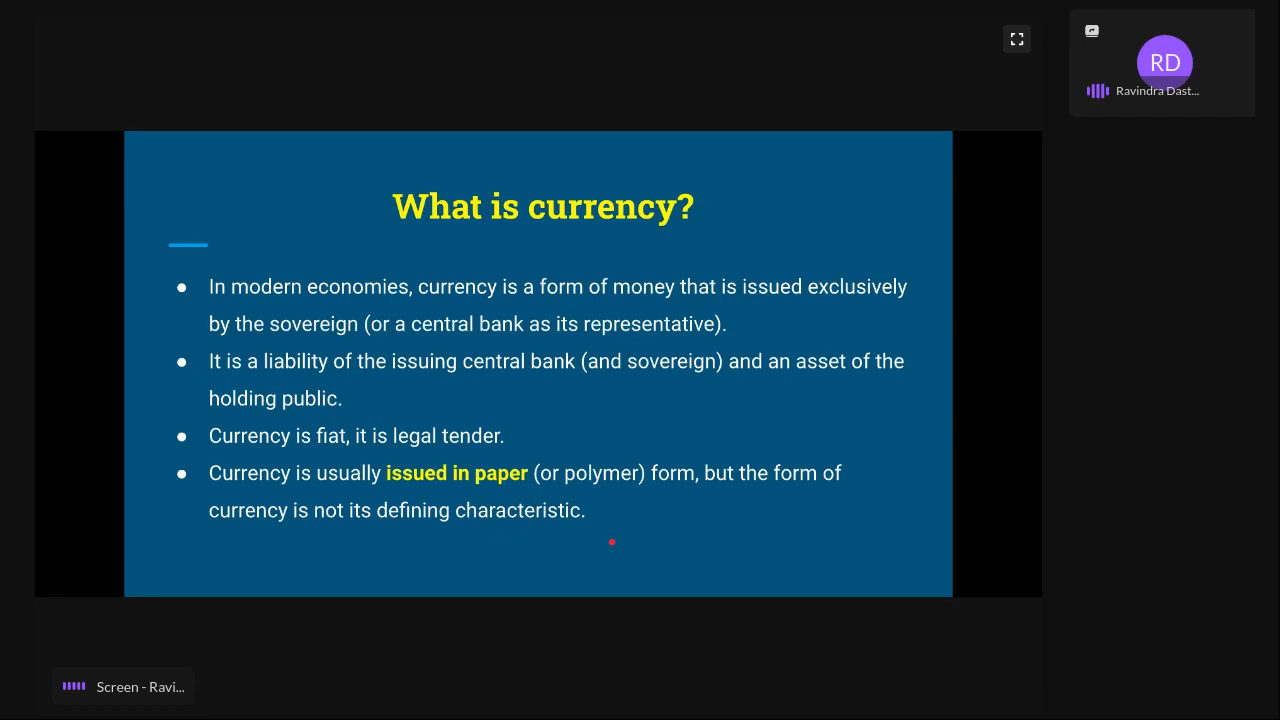 RD
Ravindra Dast...
What is currency?
● In modern economies, currency is a form of money that is issued exclusively
by the sovereign (or a central bank as its representative).
● It is a liability of the issuing central bank (and sovereign) and an asset of the
holding public.
● Currency is fiat, it is legal tender.
● Currency is usually issued in paper (or polymer) form, but the form of
currency is not its defining characteristic.
Screen - Ravi...